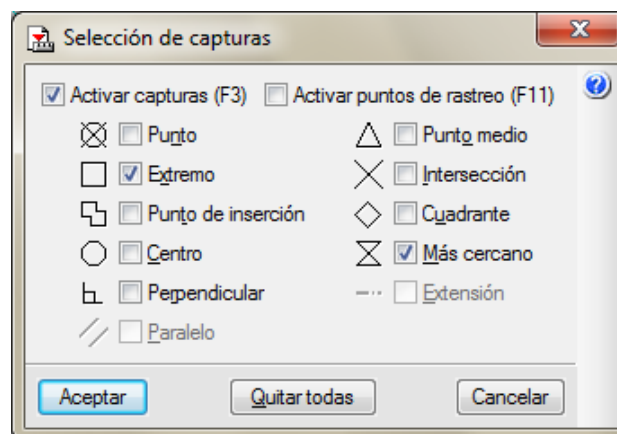 Selección de capturas
Activar capturas (F3) Activar puntos de rastreo (F11)
Punto Punto medio
Extremo Intersección
Punto de inserción Cuadrante
Centro Más cercano
Perpendicular Extensión
Paralelo
Aceptar Quitar todas Cancelar